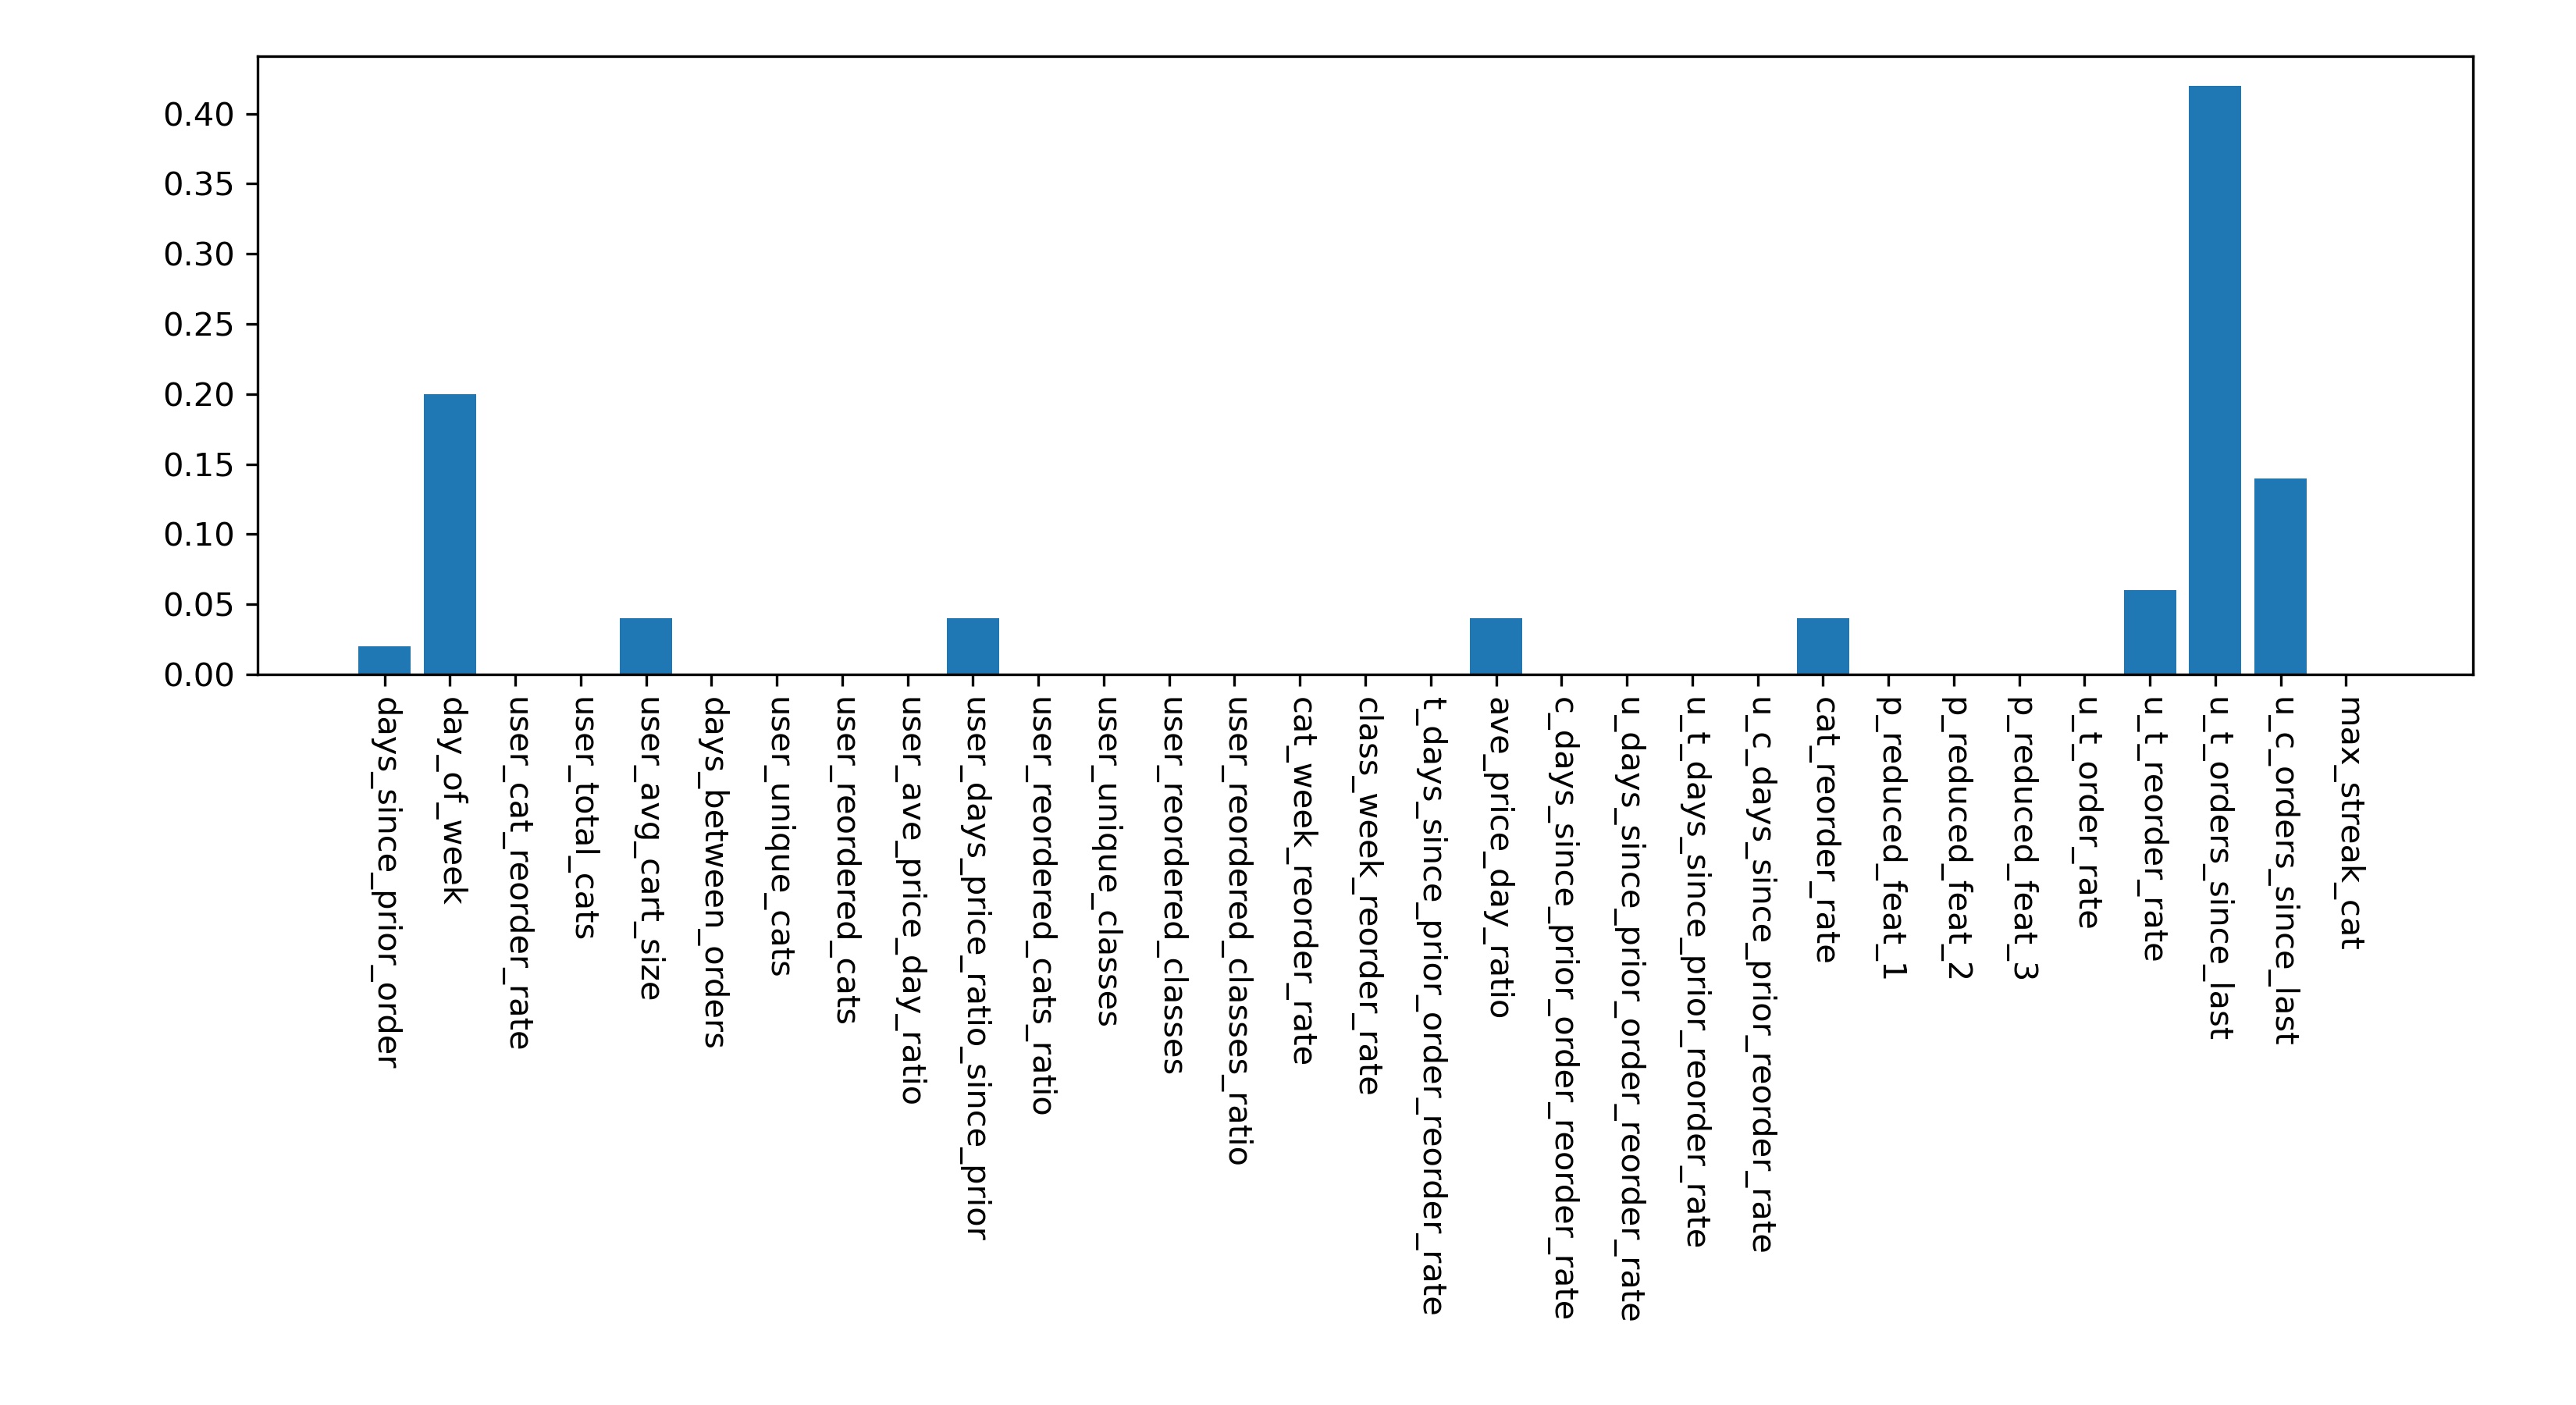 0.40
0.35
0.30
0.25
0.20
0.15
0.10
0.05
0.00
days_since_prior_order
day_of_week
user_cat_reorder_rate
user_total_cats
user_avg_cart_size
days_between_orders
user_unique_cats
user_reordered_cats
user_ave_price_day_ratio
user_days_price_ratio_since_prior
user_reordered_cats_ratio
user_unique_classes
user_reordered_classes
user_reordered_classes_ratio
cat_week_reorder_rate
class_week_reorder_rate
t_days_since_prior_order_reorder_rate
ave_price_day_ratio
c_days_since_prior_order_reorder_rate
u_days_since_prior_order_reorder_rate
u_t_days_since_prior_reorder_rate
u_c_days_since_prior_reorder_rate
cat_reorder_rate
p_reduced_feat_1
p_reduced_feat_2
p_reduced_feat_3
u_t_order_rate
u_t_reorder_rate
u_t_orders_since_last
u_c_orders_since_last
max_streak_cat